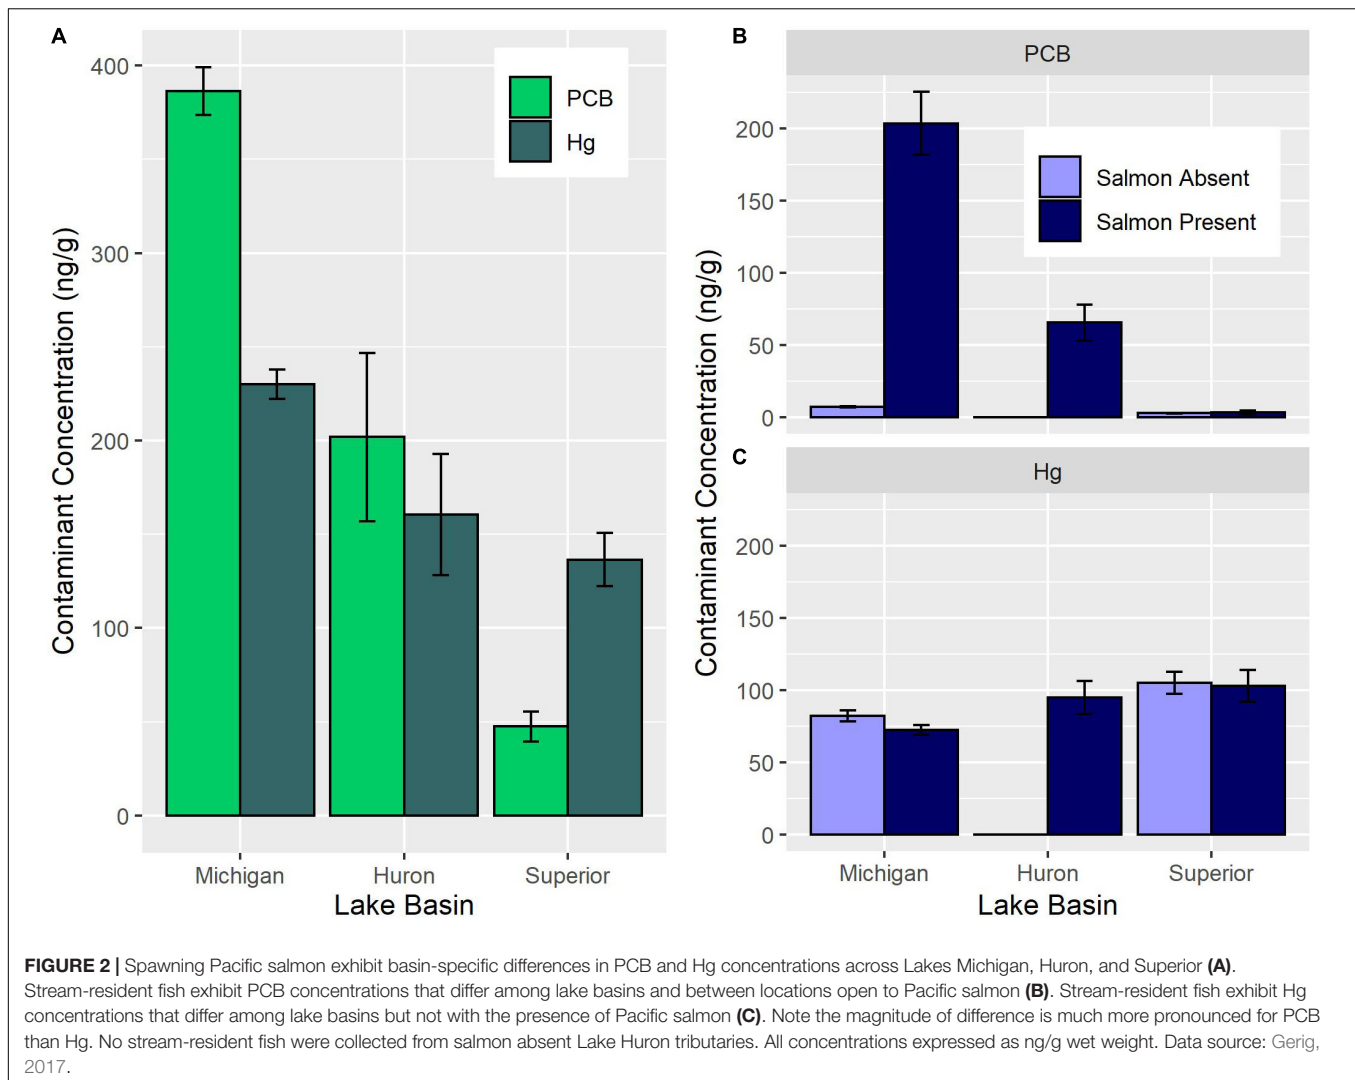 A
400
300
200
100
0
Contaminant Concentration (ng/g)
PCB
Hg
Michigan
Huron
Superior
Lake Basin
B
PCB
200
150
100
50
0
Salmon Absent
Salmon Present
Contaminant Concentration (ng/g)
C
Hg
200
150
100
50
0
Michigan
Huron
Superior
Lake Basin
FIGURE 2 | Spawning Pacific salmon exhibit basin-specific differences in PCB and Hg concentrations across Lakes Michigan, Huron, and Superior (A).
Stream-resident fish exhibit PCB concentrations that differ among lake basins and between locations open to Pacific salmon (B). Stream-resident fish exhibit Hg
concentrations that differ among lake basins but not with the presence of Pacific salmon (C). Note the magnitude of difference is much more pronounced for PCB
than Hg. No stream-resident fish were collected from salmon absent Lake Huron tributaries. All concentrations expressed as ng/g wet weight. Data source: Gerig,
2017.